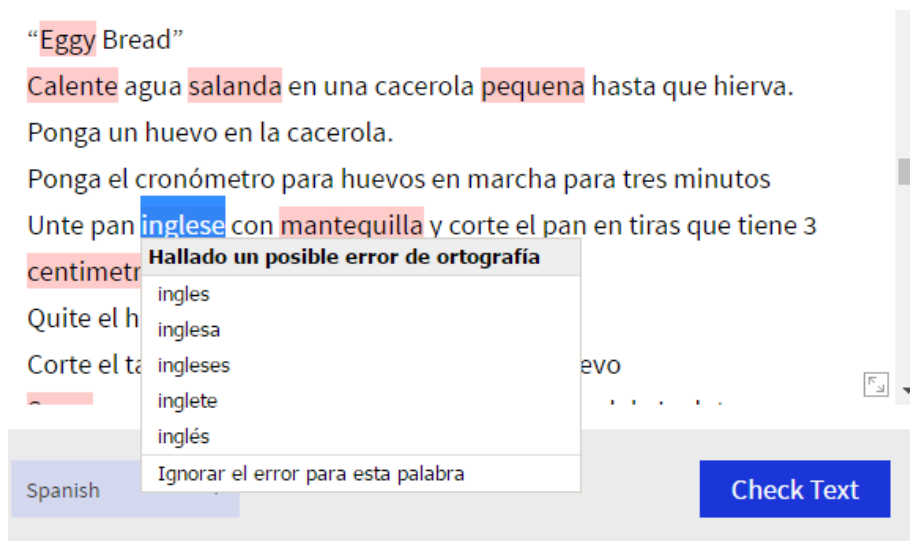 “Eggy Bread”
Calente agua salanda en una cacerola pequena hasta que hierva.
Ponga un huevo en la cacerola.
Ponga el cronómetro para huevos en marcha para tres minutos
Unte pan inglese con mantequilla y corte el pan en tiras que tiene 3
centimetr
Hallado un posible error de ortografía
ingles
Quite el h
inglesa
Corte el ta
ingleses
evo
inglete
inglés
Ignorar el error para esta palabra
Spanish
Check Text